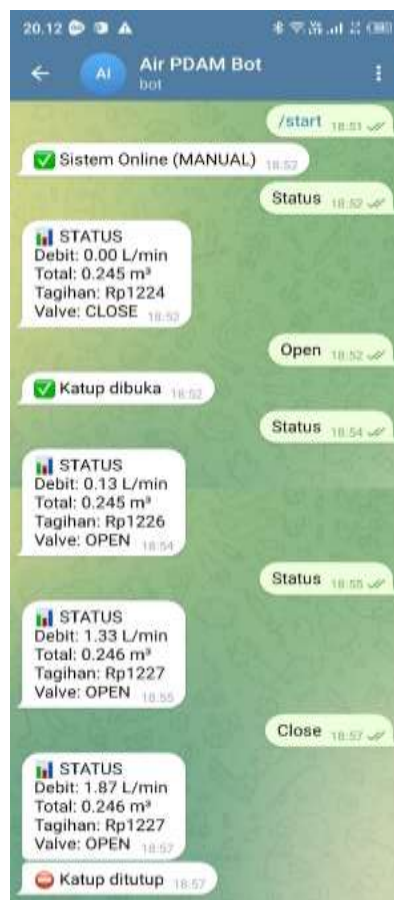 20.12
Air PDAM Bot
AI
bot
/start 18:51
✅ Sistem Online (MANUAL) 18:52
Status 18:52
📊 STATUS
Debit: 0.00 L/min
Total: 0.245 m³
Tagihan: Rp1224
Valve: CLOSE 18:52
Open 18:52
✅ Katup dibuka 18:52
Status 18:54
📊 STATUS
Debit: 0.13 L/min
Total: 0.245 m³
Tagihan: Rp1226
Valve: OPEN 18:54
Status 18:55
📊 STATUS
Debit: 1.33 L/min
Total: 0.246 m³
Tagihan: Rp1227
Valve: OPEN 18:55
Close 18:57
📊 STATUS
Debit: 1.87 L/min
Total: 0.246 m³
Tagihan: Rp1227
Valve: OPEN 18:57
⛔ Katup ditutup 18:57